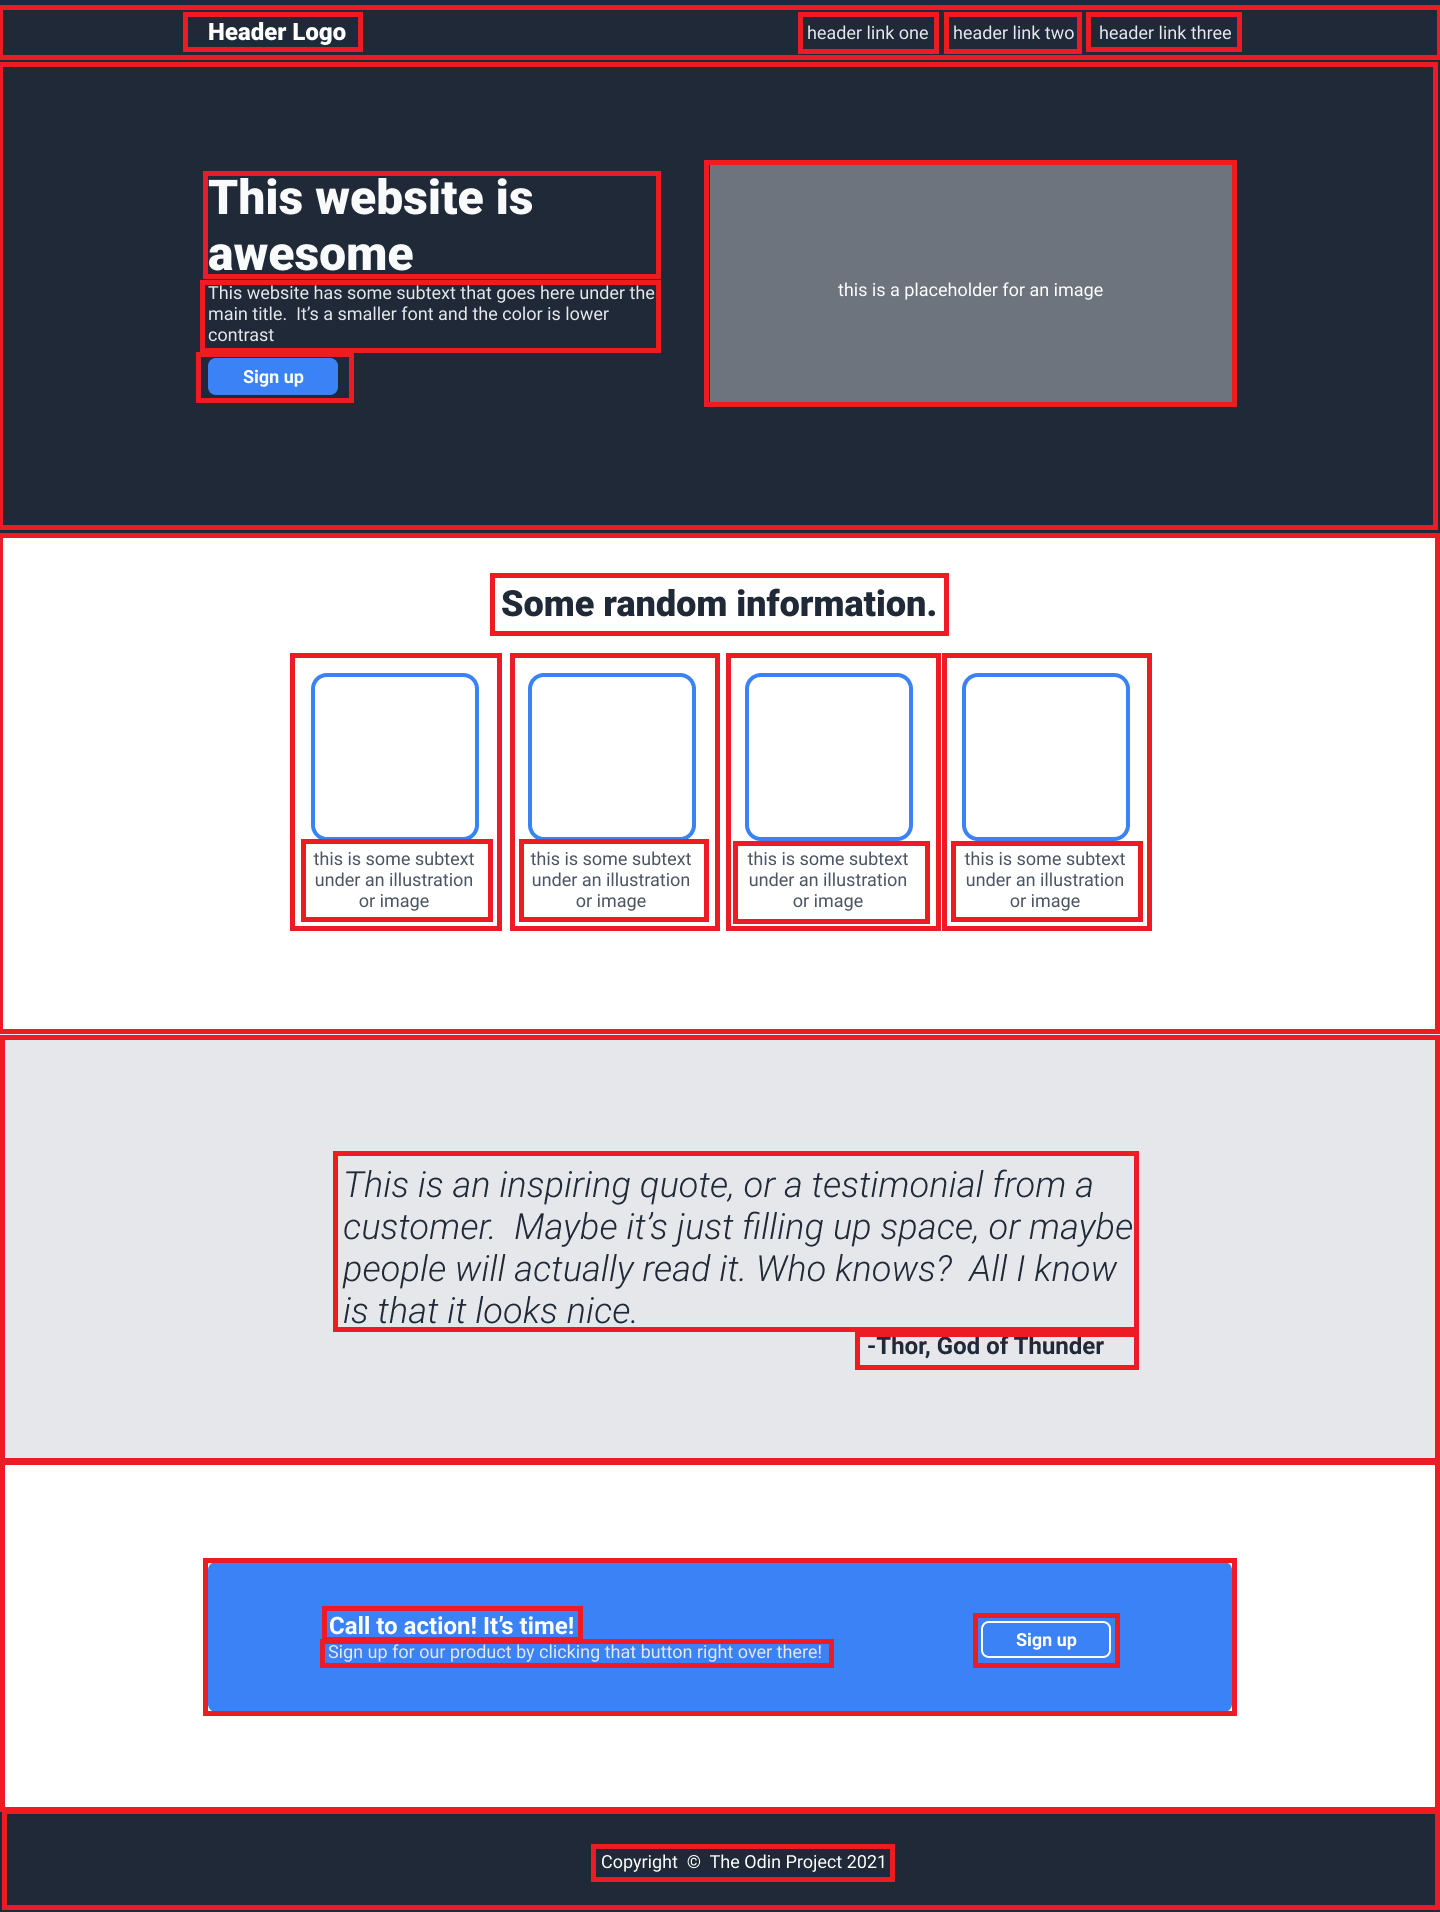 Header Logo
header link one
header link two
header link three
This website is
awesome
This website has some subtext that goes here under the
main title.  It’s a smaller font and the color is lower
contrast
Sign up
this is a placeholder for an image
Some random information.
this is some subtext
under an illustration
or image
this is some subtext
under an illustration
or image
this is some subtext
under an illustration
or image
this is some subtext
under an illustration
or image
This is an inspiring quote, or a testimonial from a
customer.  Maybe it’s just filling up space, or maybe
people will actually read it. Who knows?  All I know
is that it looks nice.
-Thor, God of Thunder
Call to action! It’s time!
Sign up for our product by clicking that button right over there!
Sign up
Copyright © The Odin Project 2021